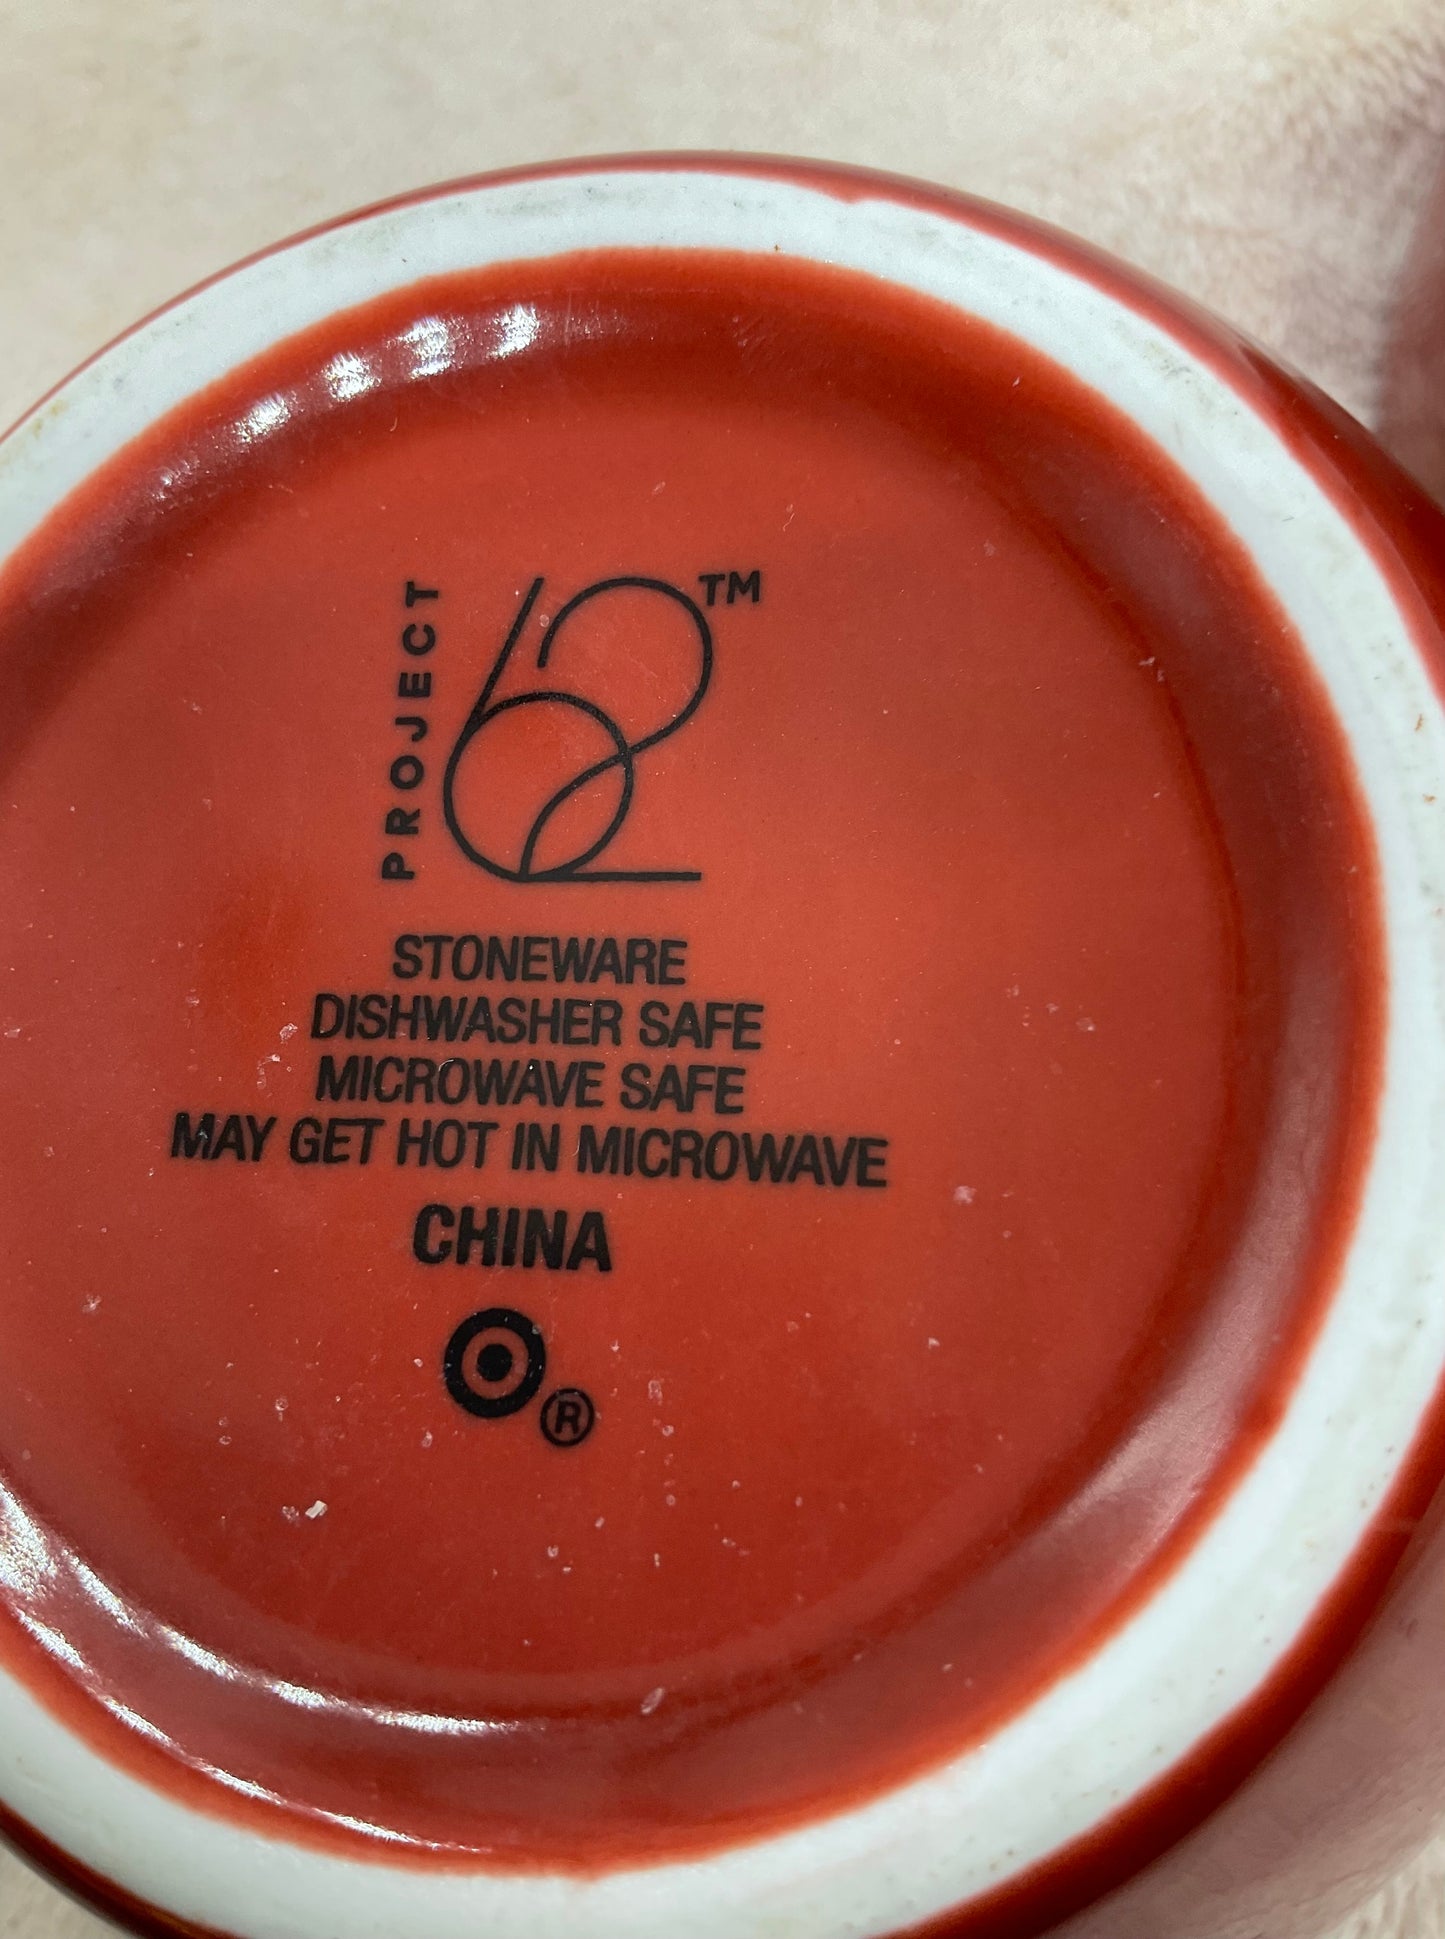 PROJECT 62™
STONEWARE
DISHWASHER SAFE
MICROWAVE SAFE
MAY GET HOT IN MICROWAVE
CHINA
®